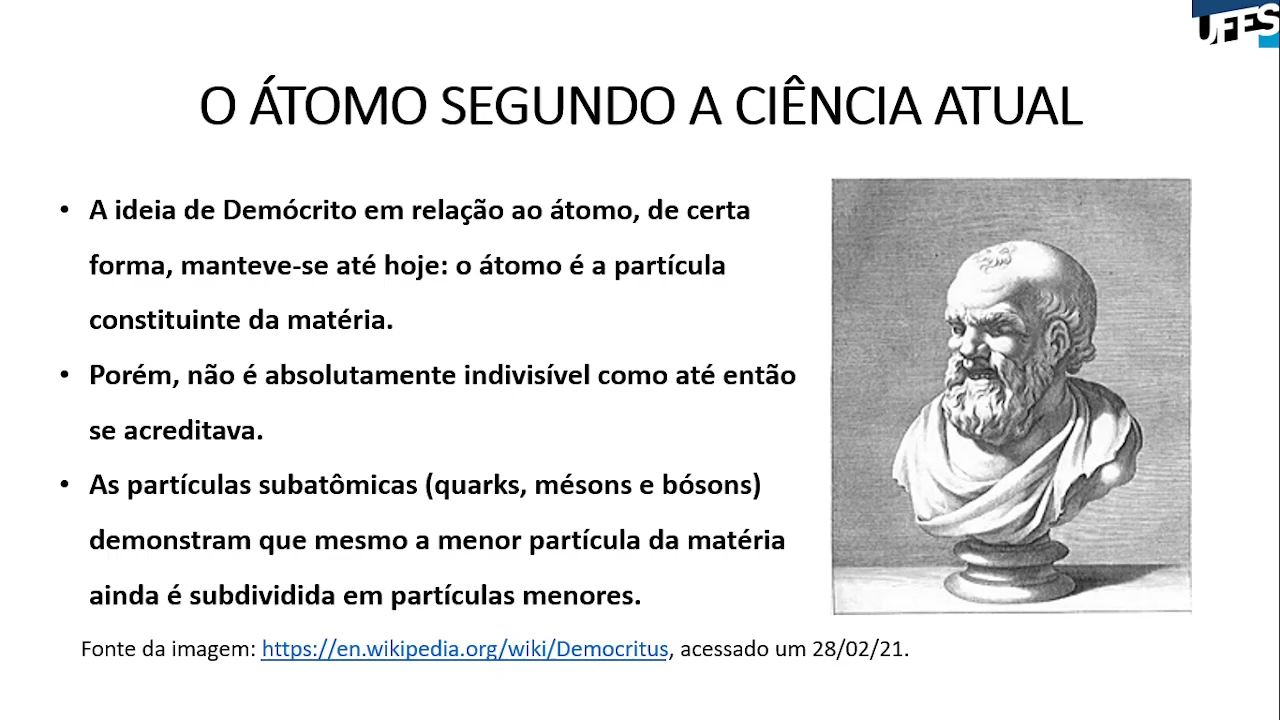 UFES
O ÁTOMO SEGUNDO A CIÊNCIA ATUAL
• A ideia de Demócrito em relação ao átomo, de certa
forma, manteve-se até hoje: o átomo é a partícula
constituinte da matéria.
• Porém, não é absolutamente indivisível como até então
se acreditava.
• As partículas subatômicas (quarks, mésons e bósons)
demonstram que mesmo a menor partícula da matéria
ainda é subdividida em partículas menores.
Fonte da imagem: https://en.wikipedia.org/wiki/Democritus, acessado um 28/02/21.